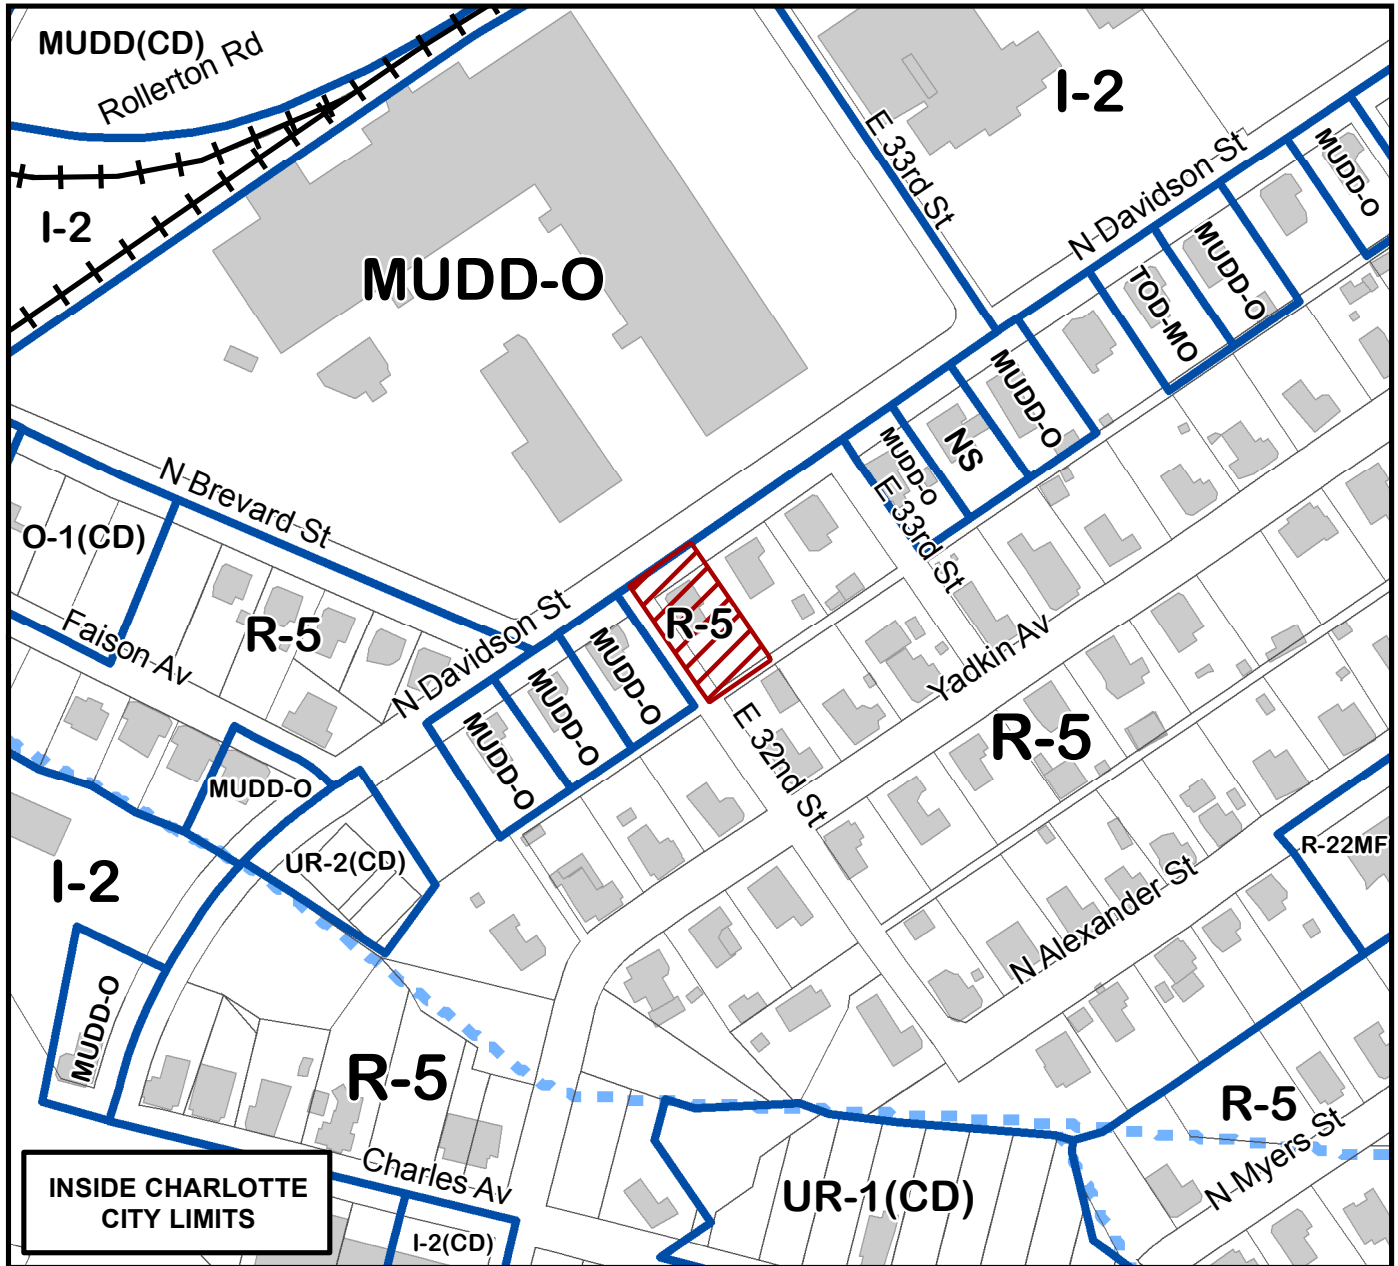 MUDD(CD)
Rollerton Rd
I-2
E 33rd St
N Davidson St
MUDD-O
I-2
MUDD-O
MUDD-O
TOD-MO
MUDD-O
NS
MUDD-O
E 33rd St
N Brevard St
O-1(CD)
Faison Av
R-5
N Davidson St
R-5
MUDD-O
MUDD-O
MUDD-O
Yadkin Av
E 32nd St
R-5
MUDD-O
UR-2(CD)
R-22MF
I-2
N Alexander St
MUDD-O
R-5
R-5
N Myers St
Charles Av
UR-1(CD)
I-2(CD)
INSIDE CHARLOTTE
CITY LIMITS